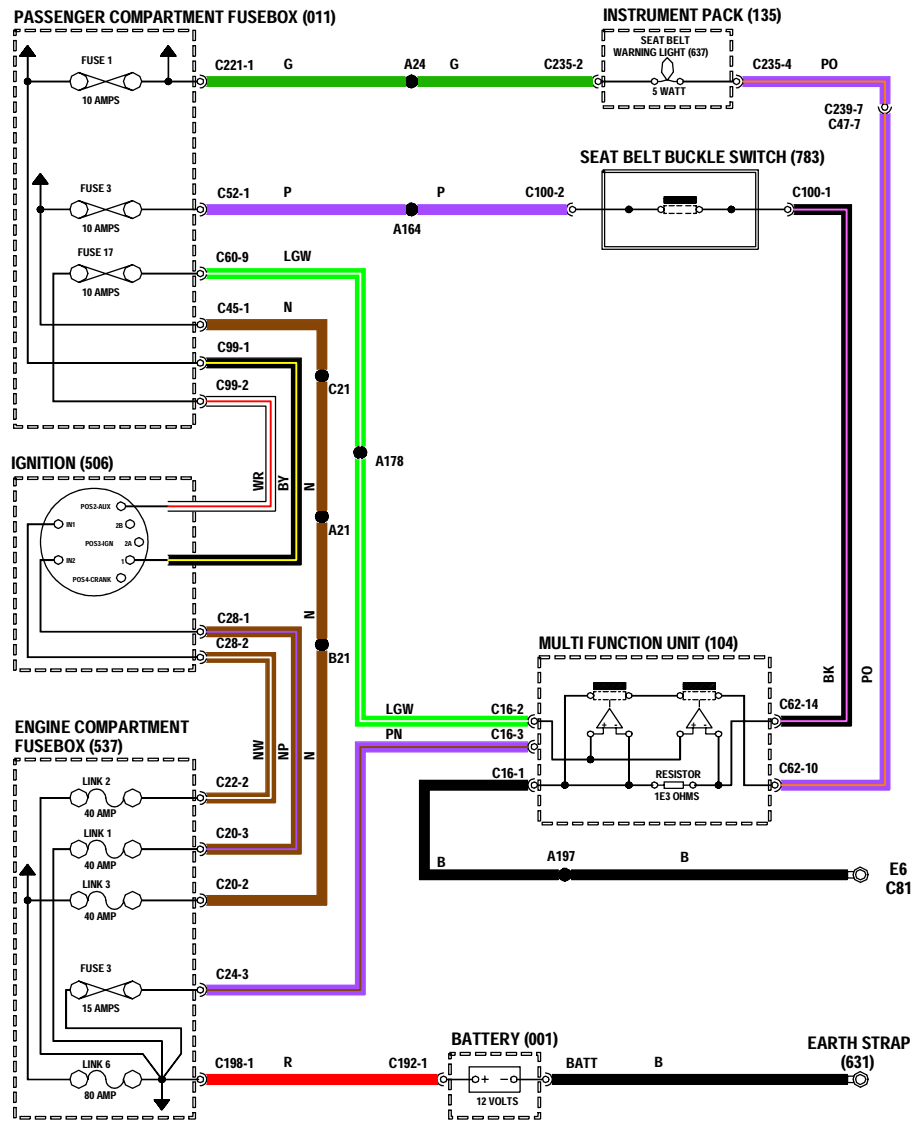 PASSENGER COMPARTMENT FUSEBOX (011)
INSTRUMENT PACK (135)
FUSE 1
10 AMPS
C221-1
G
A24
G
C235-2
SEAT BELT
WARNING LIGHT (637)
5 WATT
C235-4
PO
C239-7
C47-7
SEAT BELT BUCKLE SWITCH (783)
FUSE 3
10 AMPS
C52-1
P
A164
P
C100-2
C100-1
FUSE 17
10 AMPS
C60-9
LGW
C45-1
N
C99-1
C99-2
C21
A178
IGNITION (506)
WR
BY
N
POS2-AUX
IN1
2B
POS3-IGN
2A
IN2
1
POS4-CRANK
A21
N
C28-1
C28-2
B21
MULTI FUNCTION UNIT (104)
BK
PO
LGW
C16-2
C62-14
PN
C16-3
C16-1
RESISTOR
1E3 OHMS
C62-10
ENGINE COMPARTMENT
FUSEBOX (537)
NW
NP
N
LINK 2
40 AMP
C22-2
LINK 1
40 AMP
C20-3
LINK 3
40 AMP
C20-2
B
A197
B
E6
C81
FUSE 3
15 AMPS
C24-3
LINK 6
80 AMP
C198-1
R
C192-1
BATTERY (001)
+ -
12 VOLTS
BATT
B
EARTH STRAP
(631)